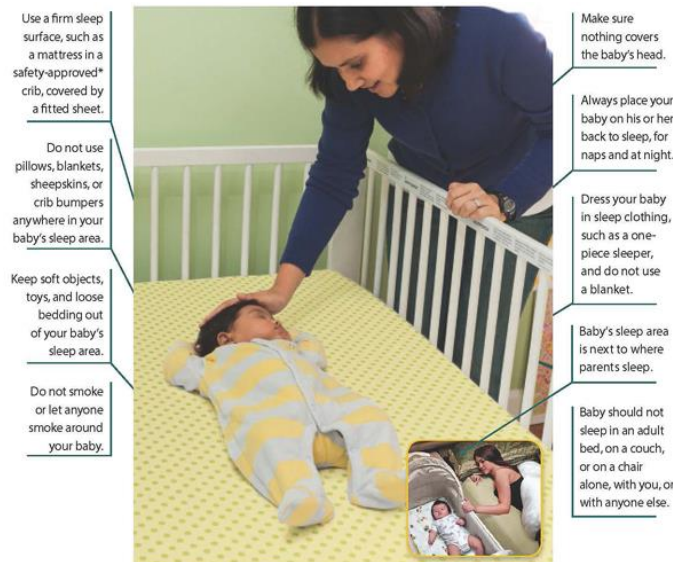 Use a firm sleep
surface, such as
a mattress in a
safety-approved*
crib, covered by
a fitted sheet.
Do not use
pillows, blankets,
sheepskins, or
crib bumpers
anywhere in your
baby's sleep area.
Keep soft objects,
toys, and loose
bedding out
of your baby's
sleep area.
Do not smoke
or let anyone
smoke around
your baby.
Make sure
nothing covers
the baby's head.
Always place your
baby on his or her
back to sleep, for
naps and at night.
Dress your baby
in sleep clothing,
such as a one-
piece sleeper,
and do not use
a blanket.
Baby's sleep area
is next to where
parents sleep.
Baby should not
sleep in an adult
bed, on a couch,
or on a chair
alone, with you, or
with anyone else.